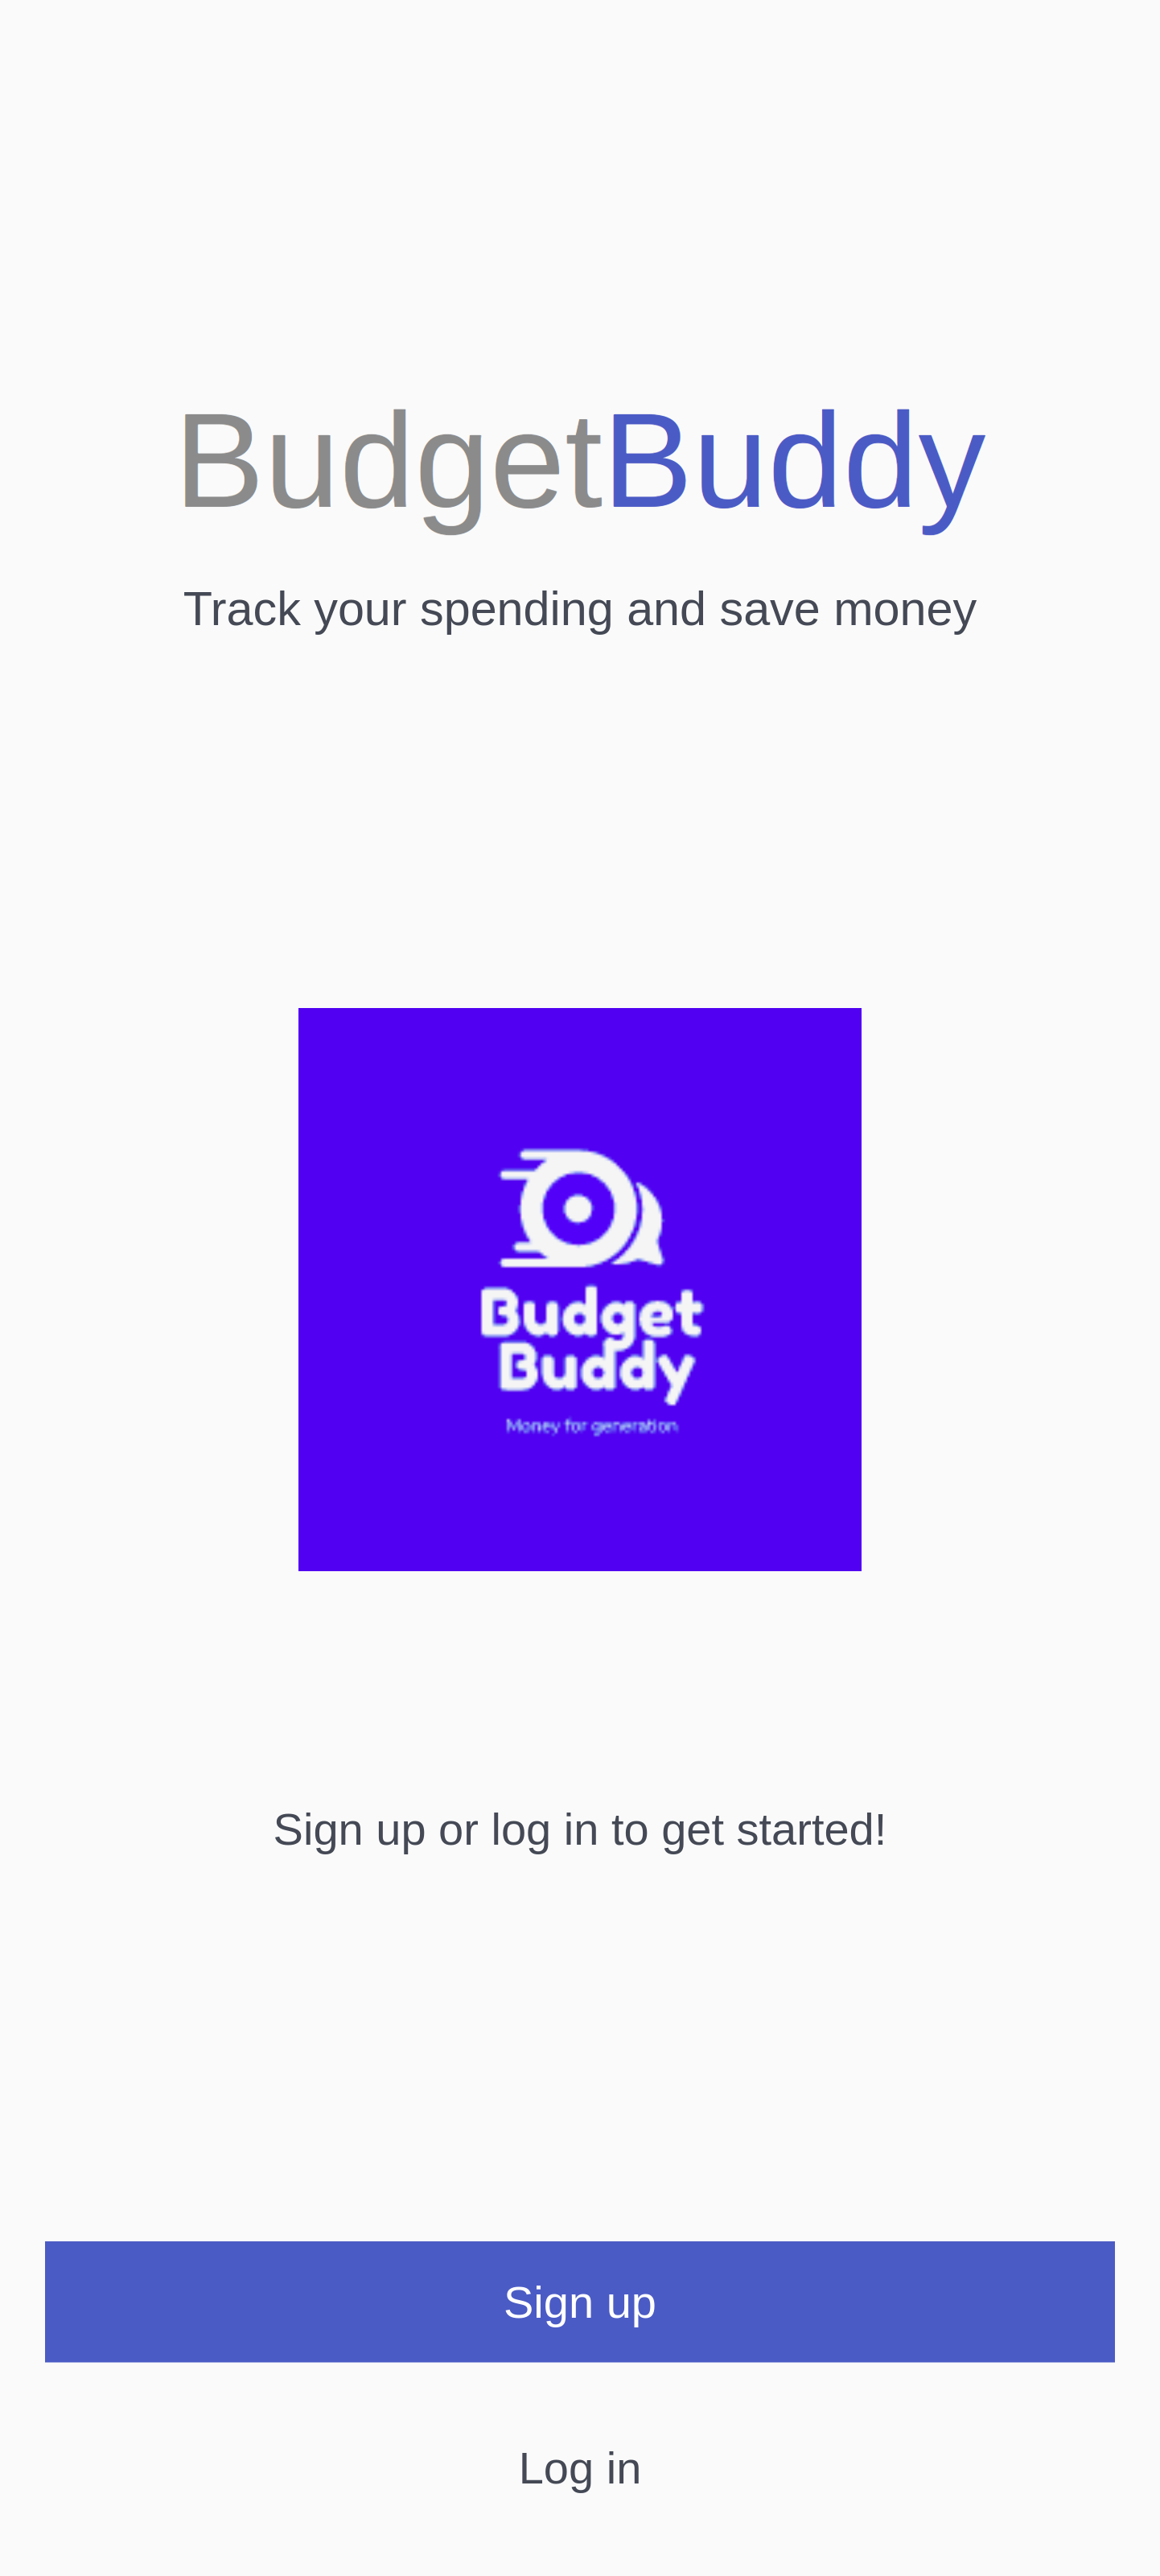 BudgetBuddy
Track your spending and save money
Budget
Buddy
Money for generation
Sign up or log in to get started!
Sign up
Log in